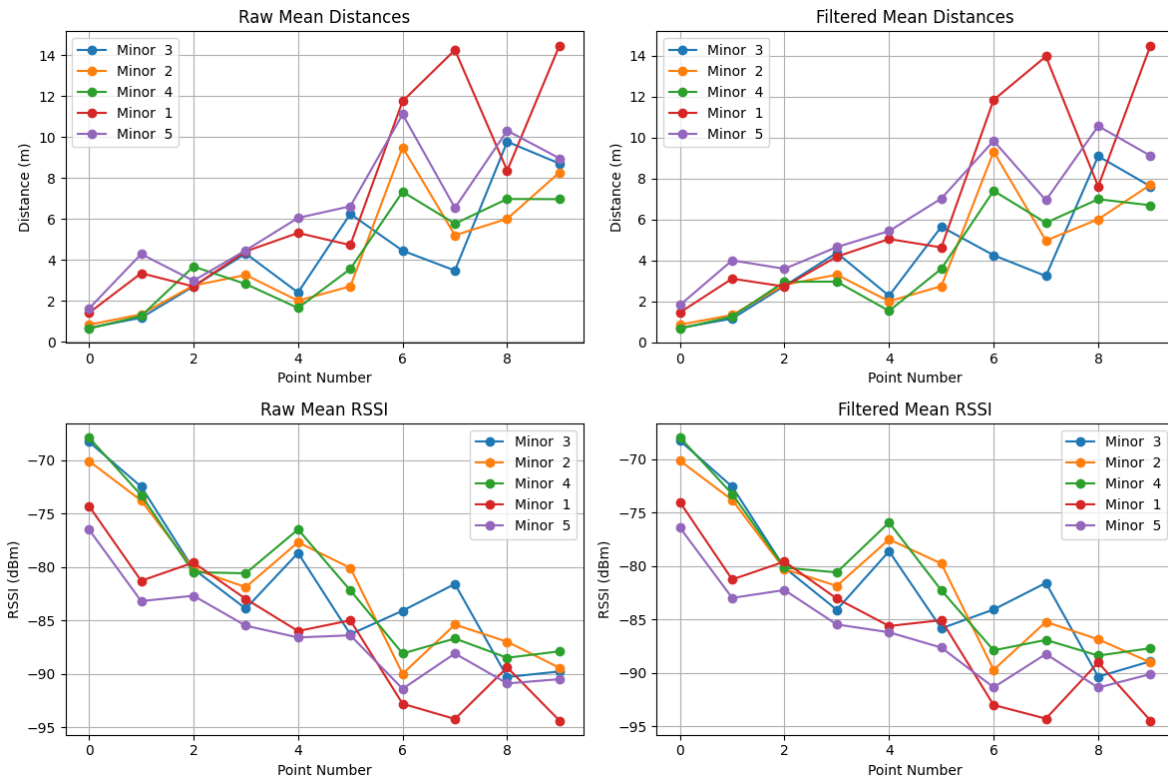 Raw Mean Distances
Distance (m)
14
12
10
8
6
4
2
0
Minor 3
Minor 2
Minor 4
Minor 1
Minor 5
0 2 4 6 8
Point Number
Filtered Mean Distances
Distance (m)
14
12
10
8
6
4
2
0
Minor 3
Minor 2
Minor 4
Minor 1
Minor 5
0 2 4 6 8
Point Number
Raw Mean RSSI
RSSI (dBm)
−70
−75
−80
−85
−90
−95
Minor 3
Minor 2
Minor 4
Minor 1
Minor 5
0 2 4 6 8
Point Number
Filtered Mean RSSI
RSSI (dBm)
−70
−75
−80
−85
−90
−95
Minor 3
Minor 2
Minor 4
Minor 1
Minor 5
0 2 4 6 8
Point Number